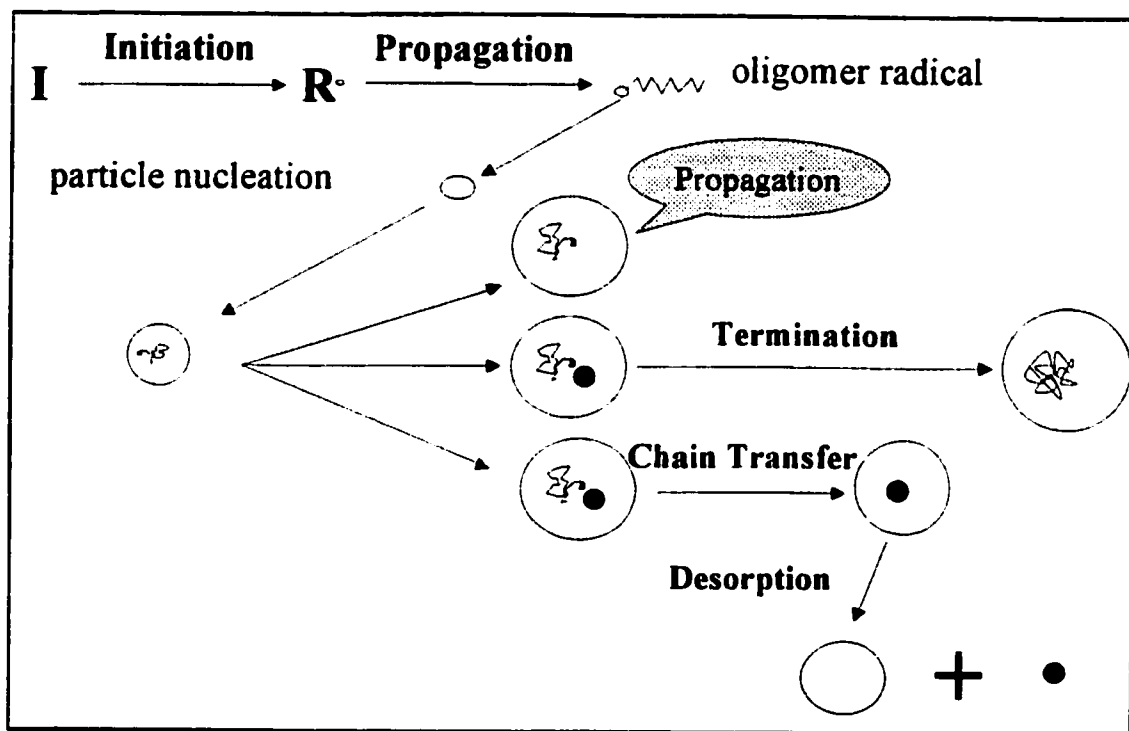 Initiation
Propagation
I
R°
oligomer radical
particle nucleation
Propagation
Termination
Chain Transfer
Desorption
+